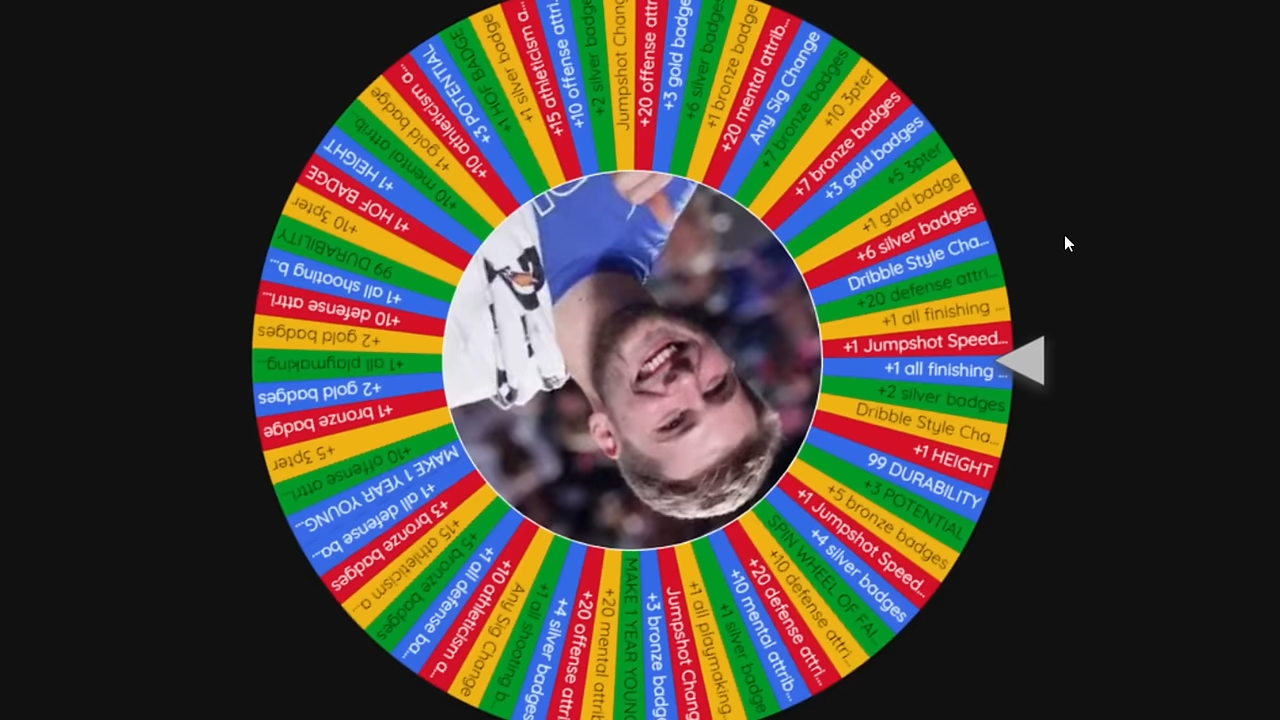 +20 offense attr
+3 gold badge
+6 silver badges
+1 bronze badge
+20 mental attrib...
Any Sig Change
+7 bronze badges
+10 3pter
+7 bronze badges
+3 gold badges
+5 3pter
+1 gold badge
+6 silver badges
Dribble Style Cha...
+20 defense attri...
+1 all finishing ...
+1 Jumpshot Speed...
+1 all finishing ...
+2 silver badges
Dribble Style Cha...
+1 HEIGHT
99 DURABILITY
+3 POTENTIAL
+5 bronze badges
+1 Jumpshot Speed...
+4 silver badges
SPIN WHEEL OF FAI...
+10 defense attri...
+20 defense attri...
+10 mental attrib...
+1 silver badge
+1 all playmaking...
Jumpshot Chang
+3 bronze badg
MAKE 1 YEAR YOUN
+20 mental attrib
+20 offense attri
+4 silver badges
+1 all shooting b...
Any Sig Change
+10 athleticism a...
+1 all defense ba...
+5 bronze badges
+15 athleticism a...
+3 bronze badges
+1 all defense ba...
MAKE 1 YEAR YOUNG...
+10 offense attri...
+5 3pter
+1 bronze badge
+2 gold badges
+1 all playmaking...
+2 gold badges
+10 defense attri...
+1 all shooting b...
99 DURABILITY
+10 3pter
+1 HOF BADGE
+1 HEIGHT
+10 mental attrib...
+1 gold badge
+10 athleticism a...
+3 POTENTIAL
+1 HOF BADGE
+1 silver badge
+15 athleticism a...
+10 offense attri.
+2 silver badge
Jumpshot Chang